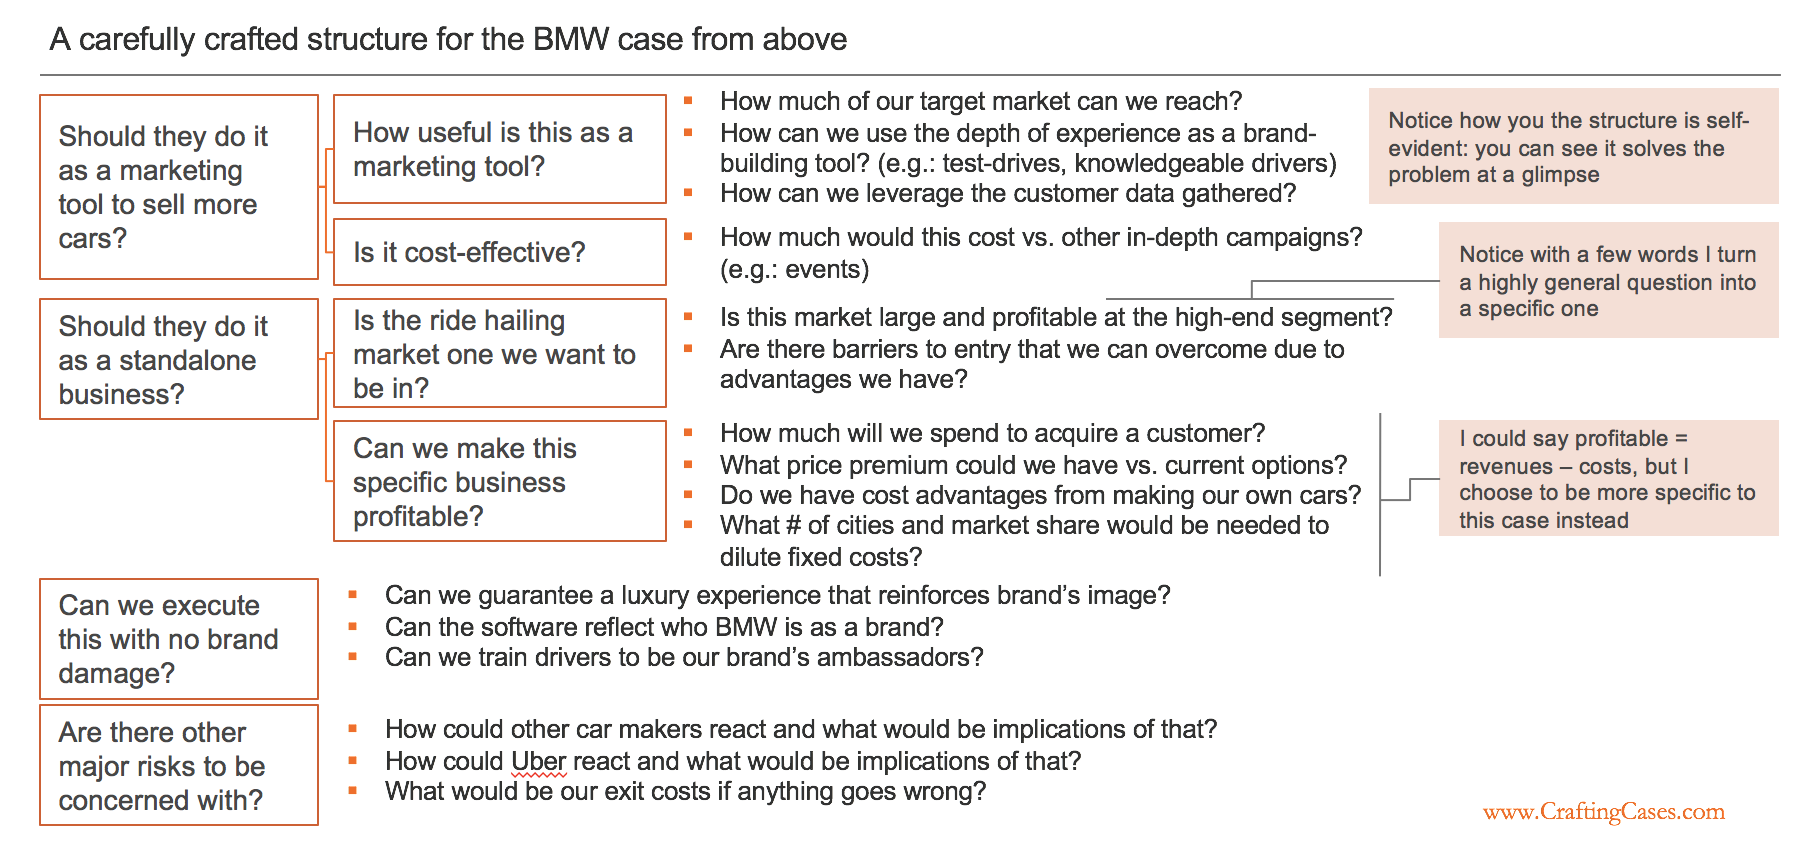 A carefully crafted structure for the BMW case from above
Should they do it
as a marketing
tool to sell more
cars?
How useful is this as a
marketing tool?
How much of our target market can we reach?
How can we use the depth of experience as a brand-
building tool? (e.g.: test-drives, knowledgeable drivers)
How can we leverage the customer data gathered?
Notice how you the structure is self-
evident: you can see it solves the
problem at a glimpse
Is it cost-effective?
How much would this cost vs. other in-depth campaigns?
(e.g.: events)
Notice with a few words I turn
a highly general question into
a specific one
Should they do it
as a standalone
business?
Is the ride hailing
market one we want to
be in?
Is this market large and profitable at the high-end segment?
Are there barriers to entry that we can overcome due to
advantages we have?
Can we make this
specific business
profitable?
How much will we spend to acquire a customer?
What price premium could we have vs. current options?
Do we have cost advantages from making our own cars?
What # of cities and market share would be needed to
dilute fixed costs?
I could say profitable =
revenues – costs, but I
choose to be more specific to
this case instead
Can we execute
this with no brand
damage?
Can we guarantee a luxury experience that reinforces brand’s image?
Can the software reflect who BMW is as a brand?
Can we train drivers to be our brand’s ambassadors?
Are there other
major risks to be
concerned with?
How could other car makers react and what would be implications of that?
How could Uber react and what would be implications of that?
What would be our exit costs if anything goes wrong?
www.CraftingCases.com